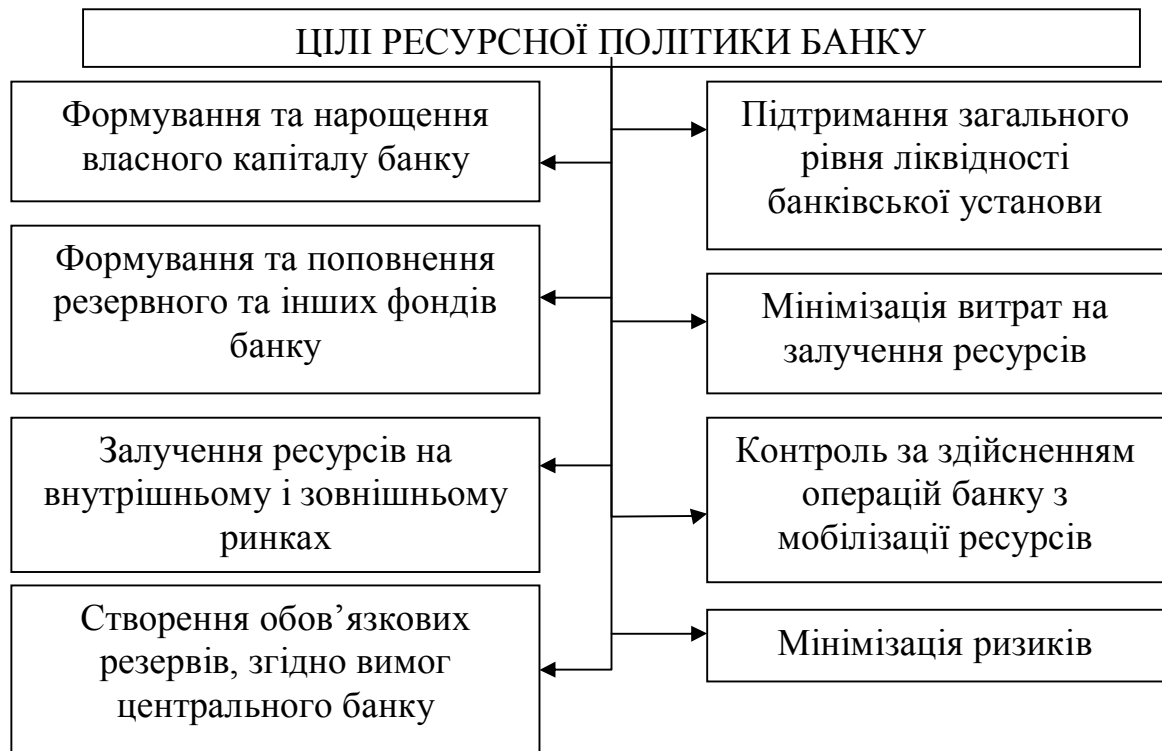 ЦІЛІ РЕСУРСНОЇ ПОЛІТИКИ БАНКУ
Формування та нарощення
власного капіталу банку
Формування та поповнення
резервного та інших фондів
банку
Залучення ресурсів на
внутрішньому і зовнішньому
ринках
Створення обов’язкових
резервів, згідно вимог
центрального банку
Підтримання загального
рівня ліквідності
банківської установи
Мінімізація витрат на
залучення ресурсів
Контроль за здійсненням
операцій банку з
мобілізації ресурсів
Мінімізація ризиків